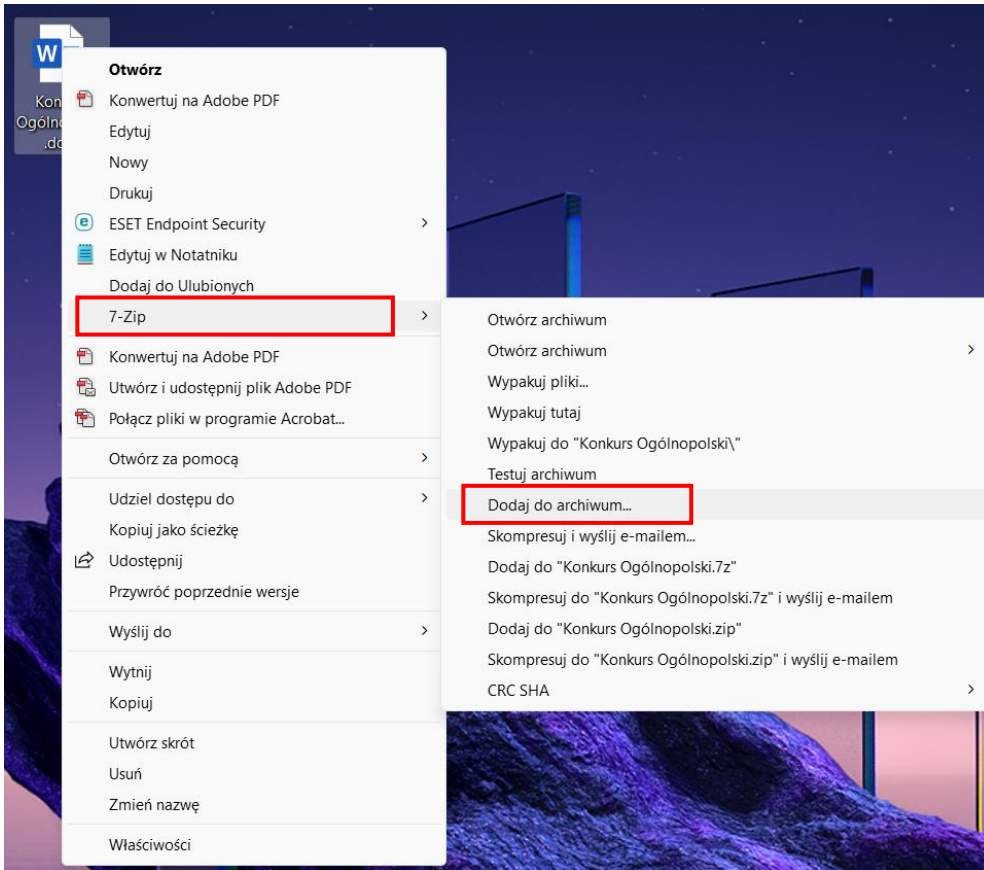 W
Kon
Ogóln
.do
Otwórz
Konwertuj na Adobe PDF
Edytuj
Nowy
Drukuj
e ESET Endpoint Security
Edytuj w Notatniku
Dodaj do Ulubionych
7-Zip
Konwertuj na Adobe PDF
Utwórz i udostępnij plik Adobe PDF
Połącz pliki w programie Acrobat...
Otwórz za pomocą
Udziel dostępu do
Kopiuj jako ścieżkę
Udostępnij
Przywróć poprzednie wersje
Wyślij do
Wytnij
Kopiuj
Utwórz skrót
Usuń
Zmień nazwę
Właściwości
Otwórz archiwum
Otwórz archiwum
Wypakuj pliki...
Wypakuj tutaj
Wypakuj do "Konkurs Ogólnopolski\"
Testuj archiwum
Dodaj do archiwum...
Skompresuj i wyślij e-mailem...
Dodaj do "Konkurs Ogólnopolski.7z"
Skompresuj do "Konkurs Ogólnopolski.7z" i wyślij e-mailem
Dodaj do "Konkurs Ogólnopolski.zip"
Skompresuj do "Konkurs Ogólnopolski.zip" i wyślij e-mailem
CRC SHA